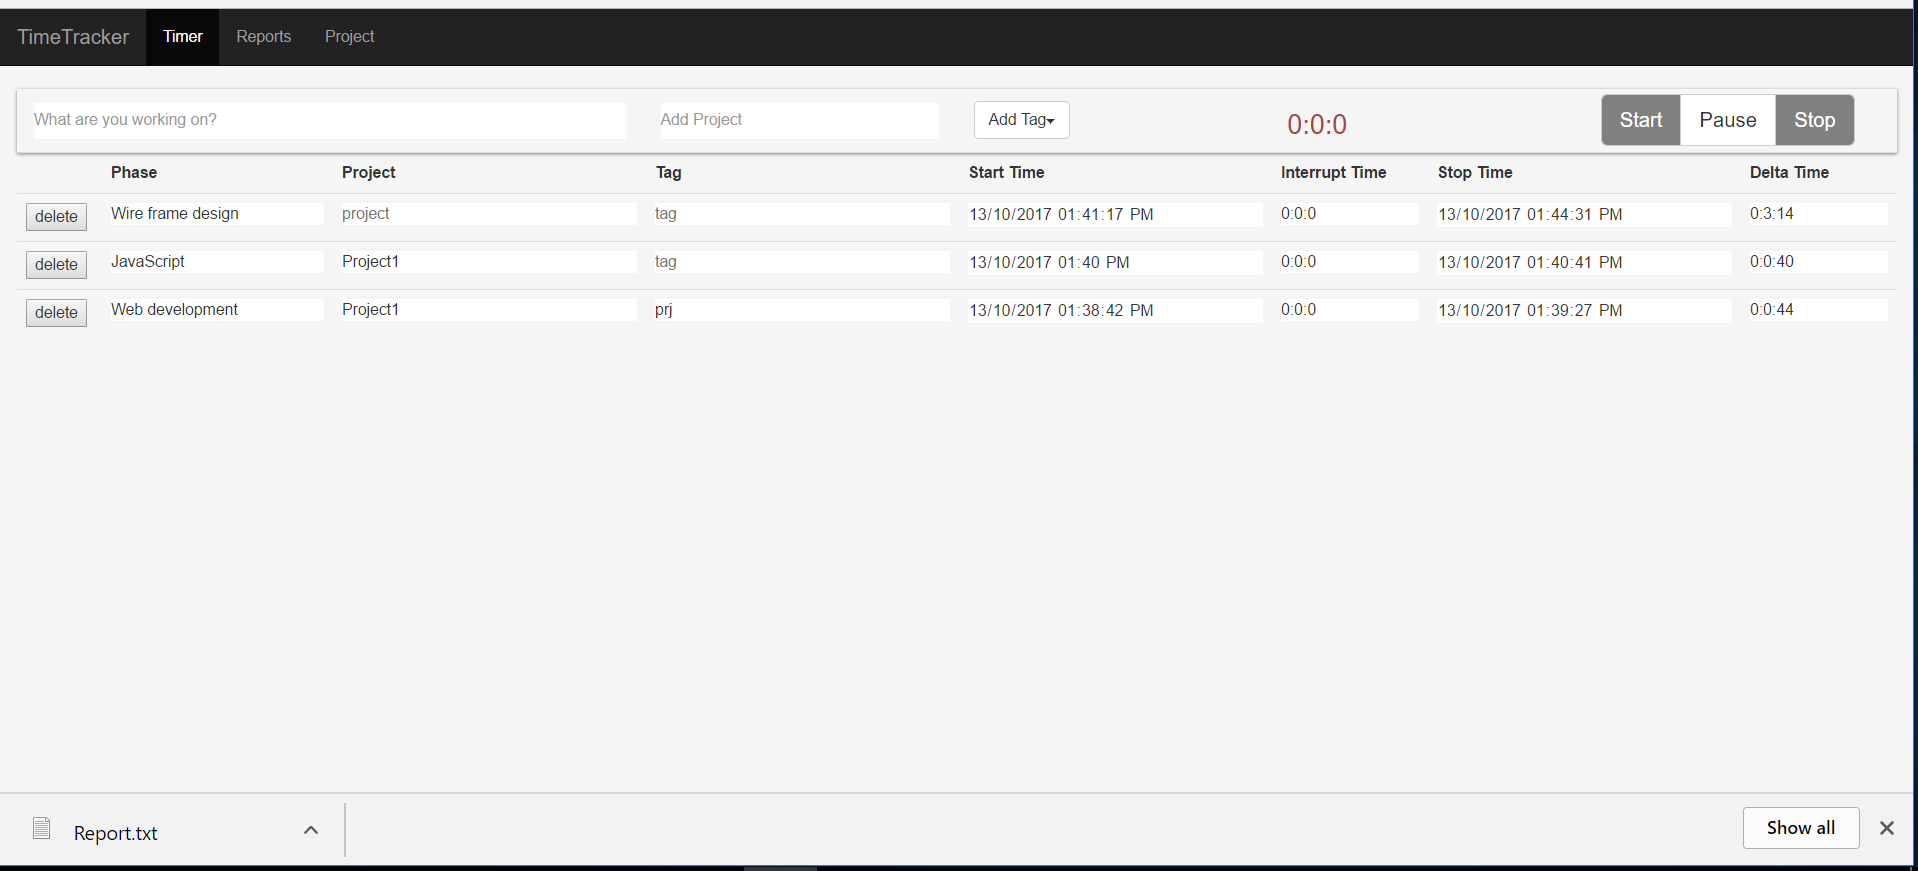 TimeTracker Timer Reports Project
What are you working on? Add Project Add Tag 0:0:0 Start Pause Stop
Phase Project Tag Start Time Interrupt Time Stop Time Delta Time
delete Wire frame design project tag 13/10/2017 01:41:17 PM 0:0:0 13/10/2017 01:44:31 PM 0:3:14
delete JavaScript Project1 tag 13/10/2017 01:40 PM 0:0:0 13/10/2017 01:40:41 PM 0:0:40
delete Web development Project1 prj 13/10/2017 01:38:42 PM 0:0:0 13/10/2017 01:39:27 PM 0:0:44
Report.txt Show all